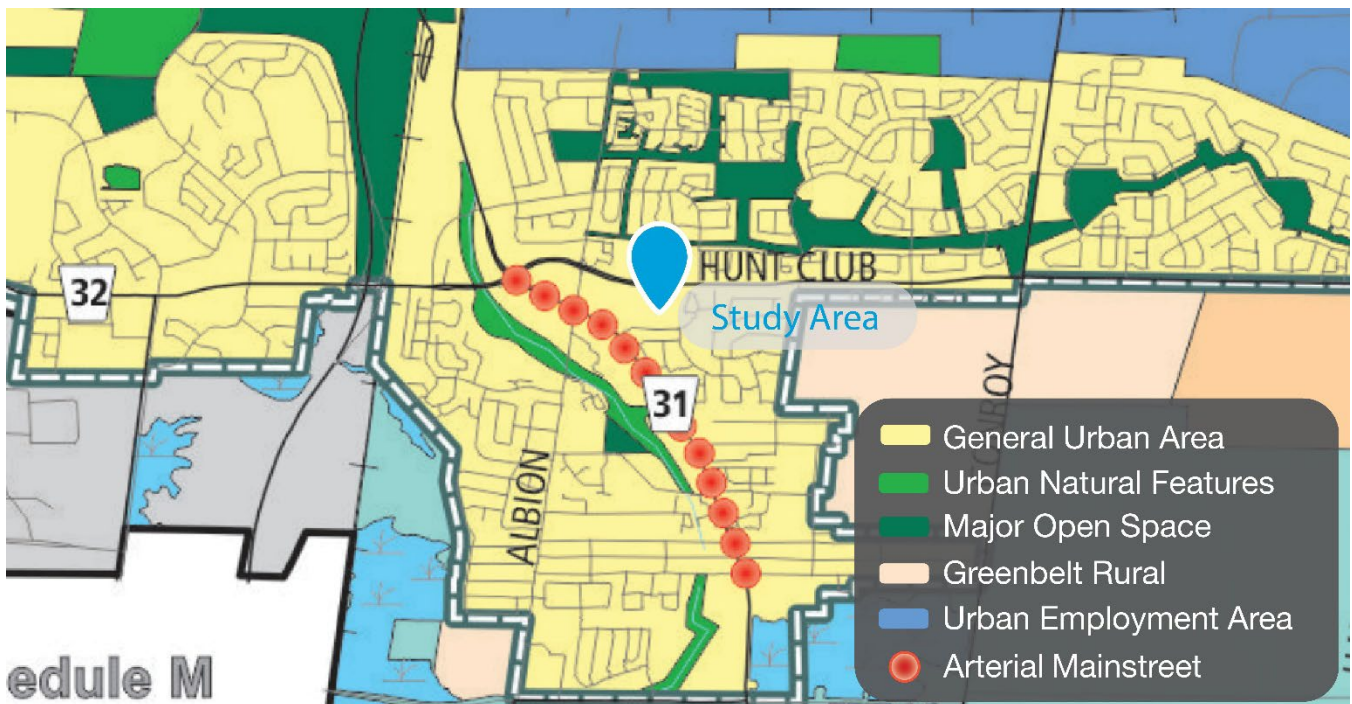 HUNT CLUB
32
Study Area
31
ALBION
CONROY
General Urban Area
Urban Natural Features
Major Open Space
Greenbelt Rural
Urban Employment Area
Arterial Mainstreet
edule M